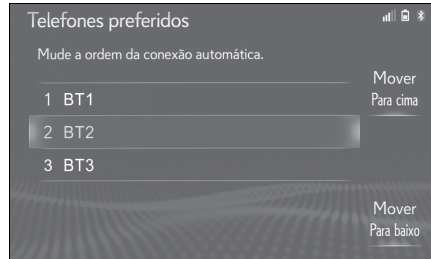 Telefones preferidos
Mude a ordem da conexão automática.
1 BT1
2 BT2
3 BT3
Mover
Para cima
Mover
Para baixo